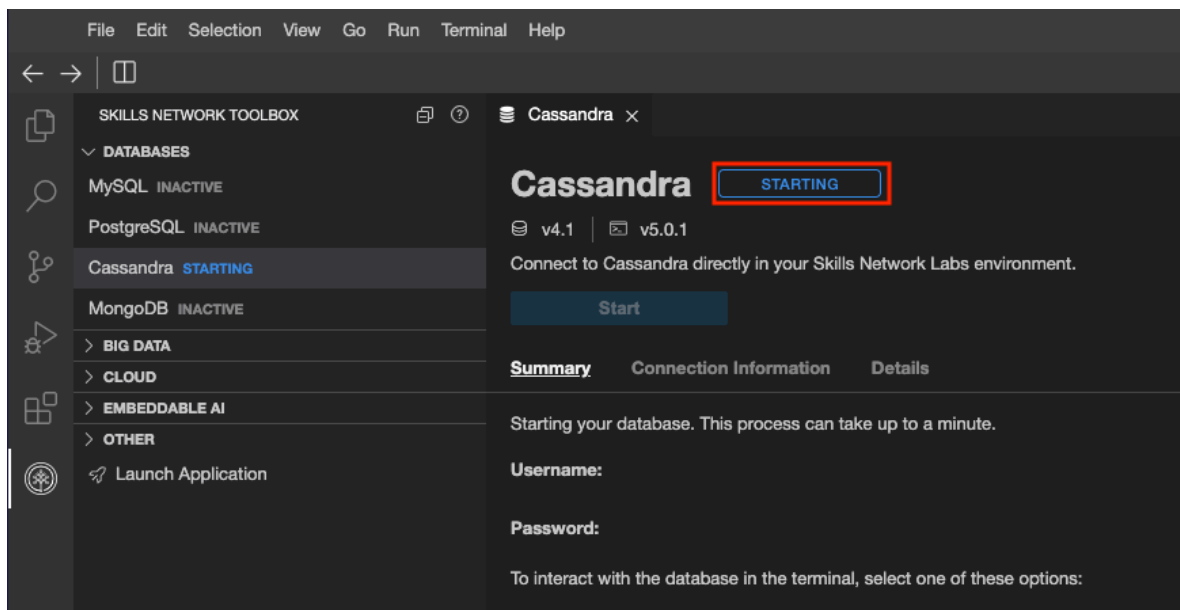 File Edit Selection View Go Run Terminal Help
SKILLS NETWORK TOOLBOX
DATABASES
MySQL INACTIVE
PostgreSQL INACTIVE
Cassandra STARTING
MongoDB INACTIVE
BIG DATA
CLOUD
EMBEDDABLE AI
OTHER
Launch Application
Cassandra
Cassandra STARTING
v4.1 v5.0.1
Connect to Cassandra directly in your Skills Network Labs environment.
Start
Summary Connection Information Details
Starting your database. This process can take up to a minute.
Username:
Password:
To interact with the database in the terminal, select one of these options: